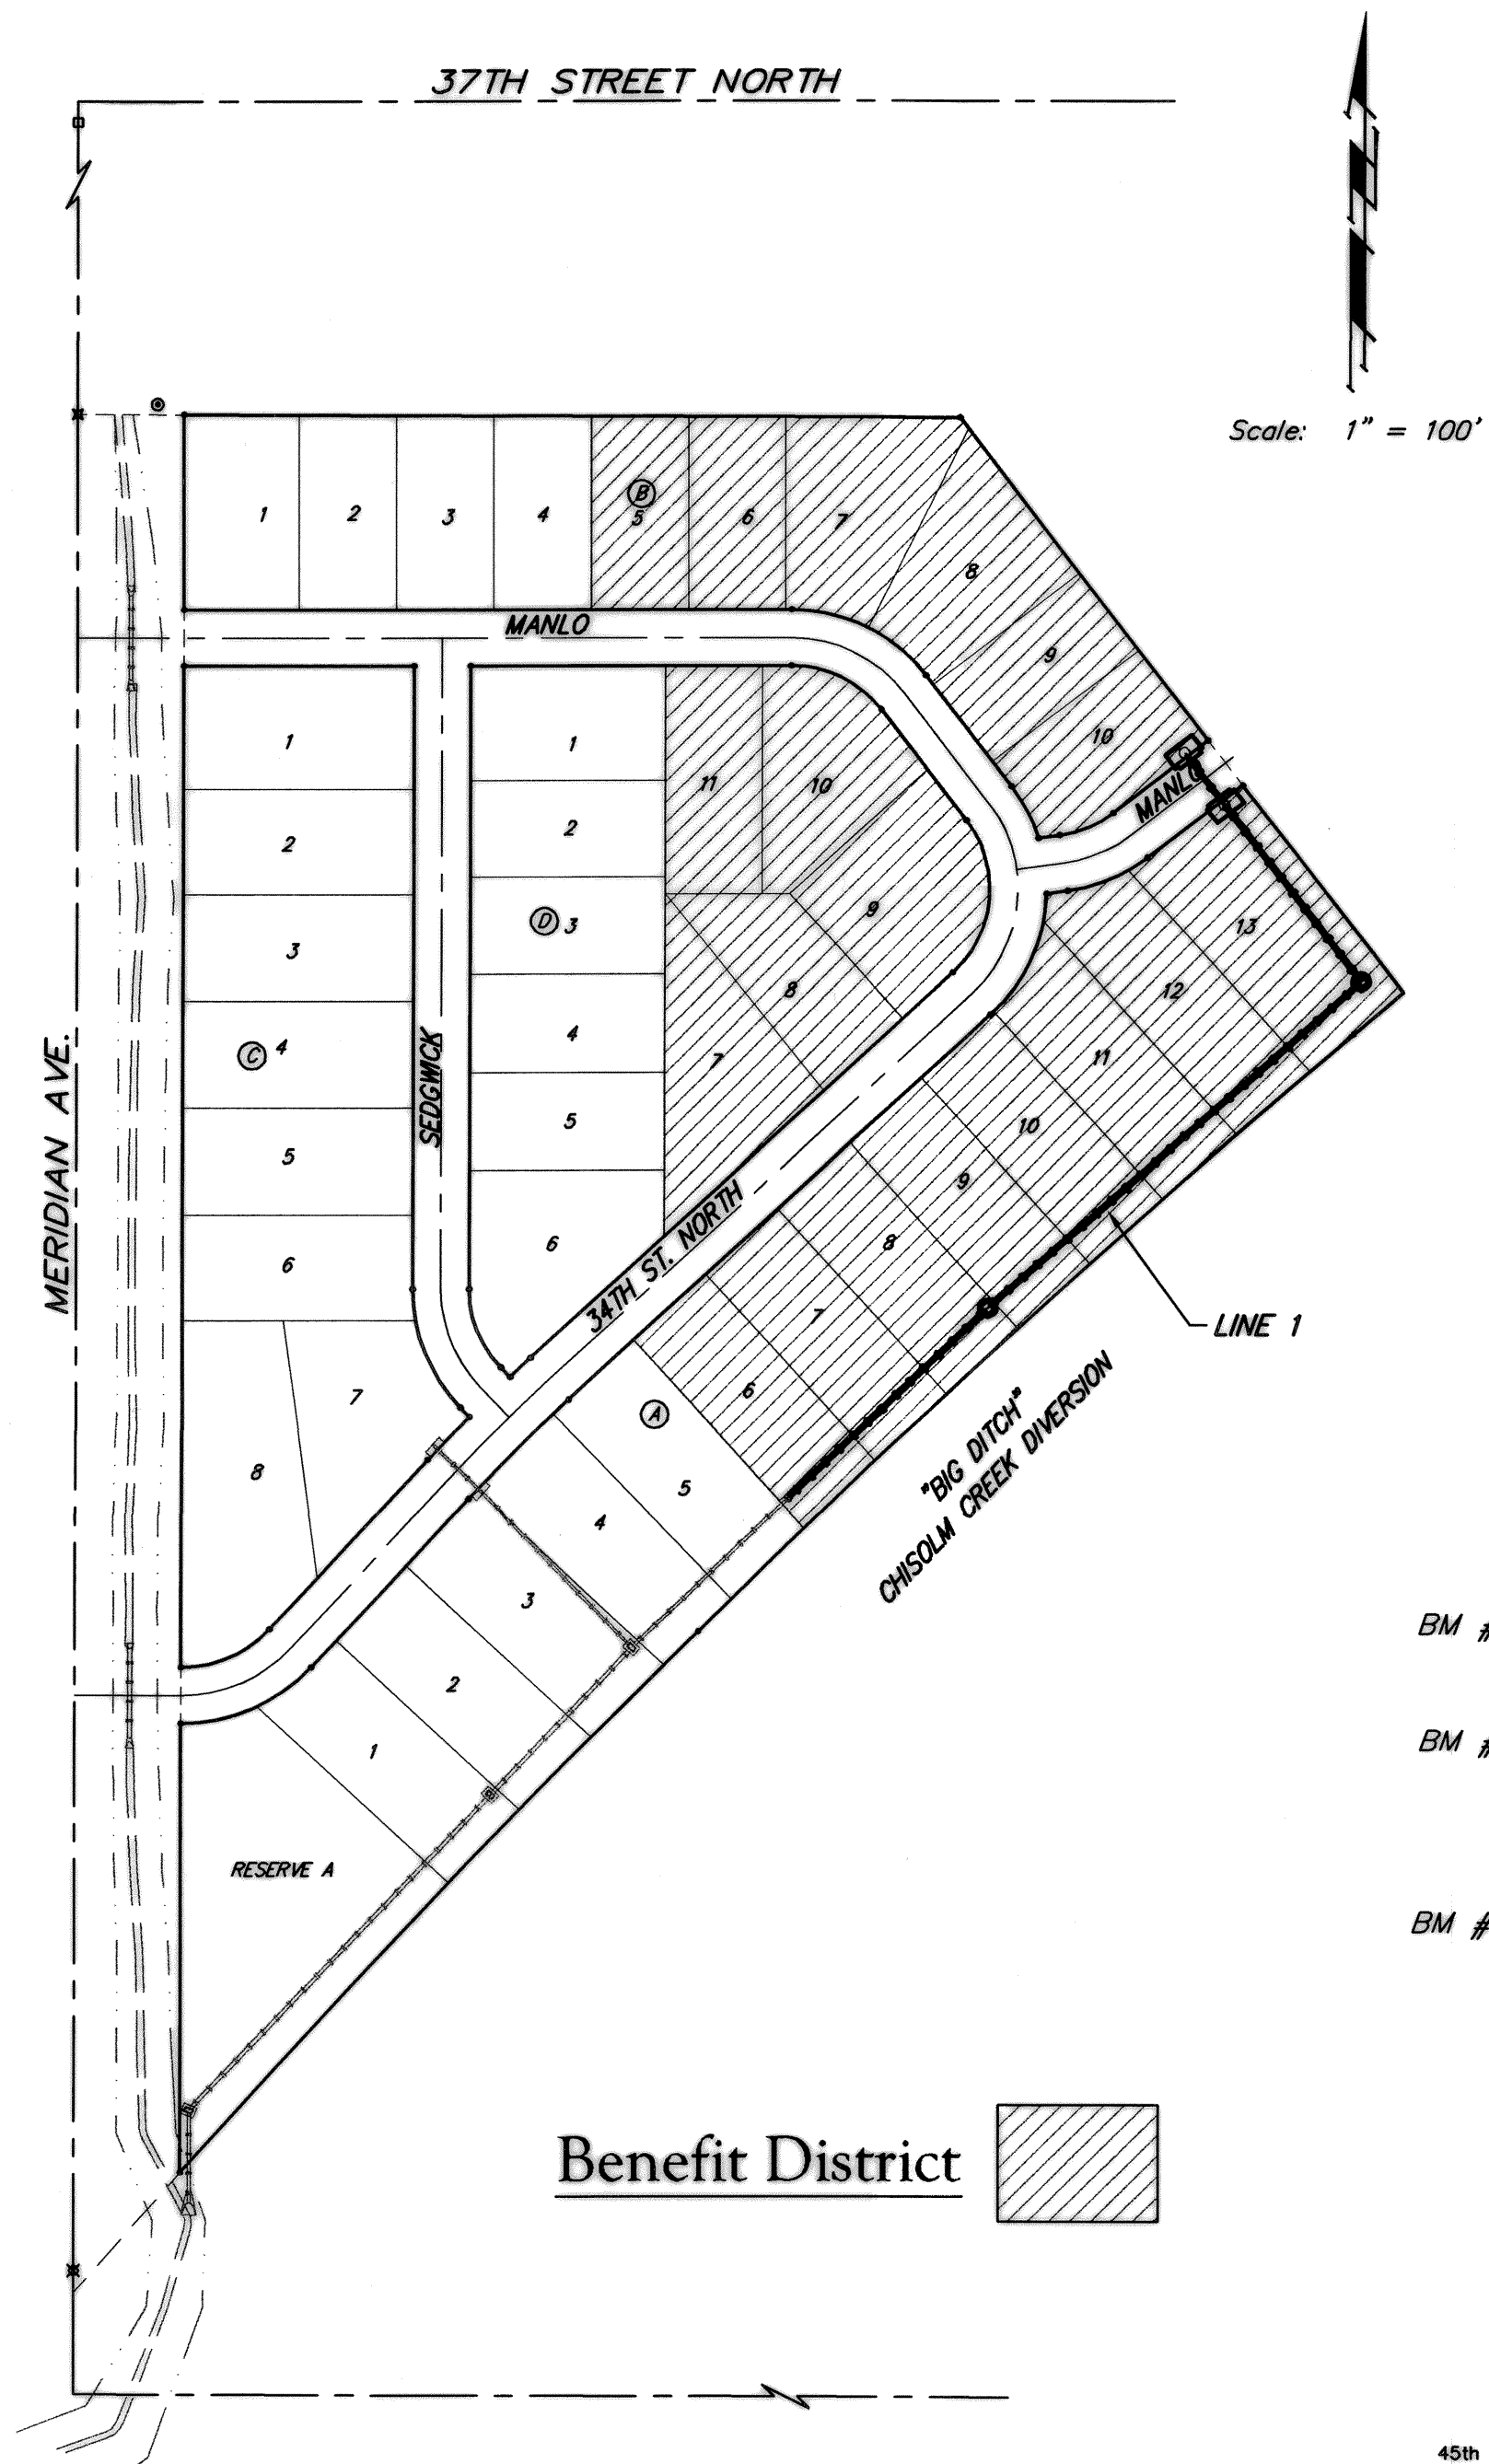 37TH STREET NORTH
Scale: 1" = 100'
1 2 3 4 B 5 6 7 8 9 10
MANLO
MANLO
MERIDIAN AVE.
SEDGWICK
1 2 3 C 4 5 6 7 8
1 2 D 3 4 5 6 7 8 9 10 11
34TH ST. NORTH
13 12 11 10 9 8 7 6 A 5 4 3 2 1
LINE 1
"BIG DITCH"
CHISOLM CREEK DIVERSION
RESERVE A
BM #
BM #
BM #
Benefit District
45th